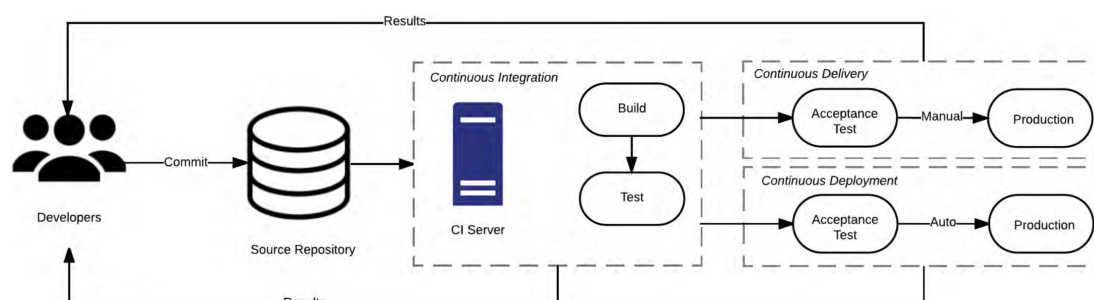 Results
Continuous Integration
Continuous Delivery
Build
Acceptance
Test
Manual
Production
Commit
Continuous Deployment
Test
Developers
CI Server
Acceptance
Test
Auto
Production
Source Repository
Results